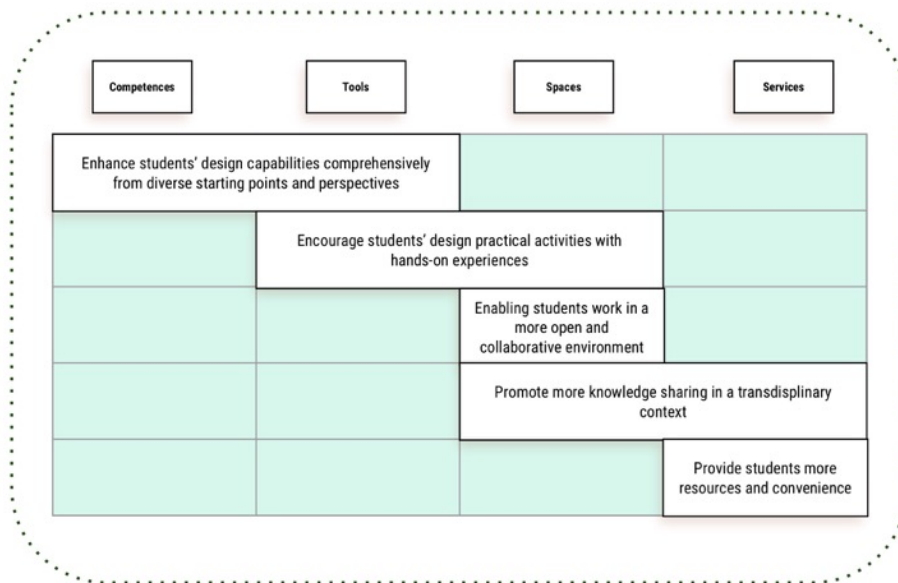 Competences
Tools
Spaces
Services
Enhance students’ design capabilities comprehensively
from diverse starting points and perspectives
Encourage students’ design practical activities with
hands-on experiences
Enabling students work in a
more open and
collaborative environment
Promote more knowledge sharing in a transdisplinary
context
Provide students more
resources and convenience